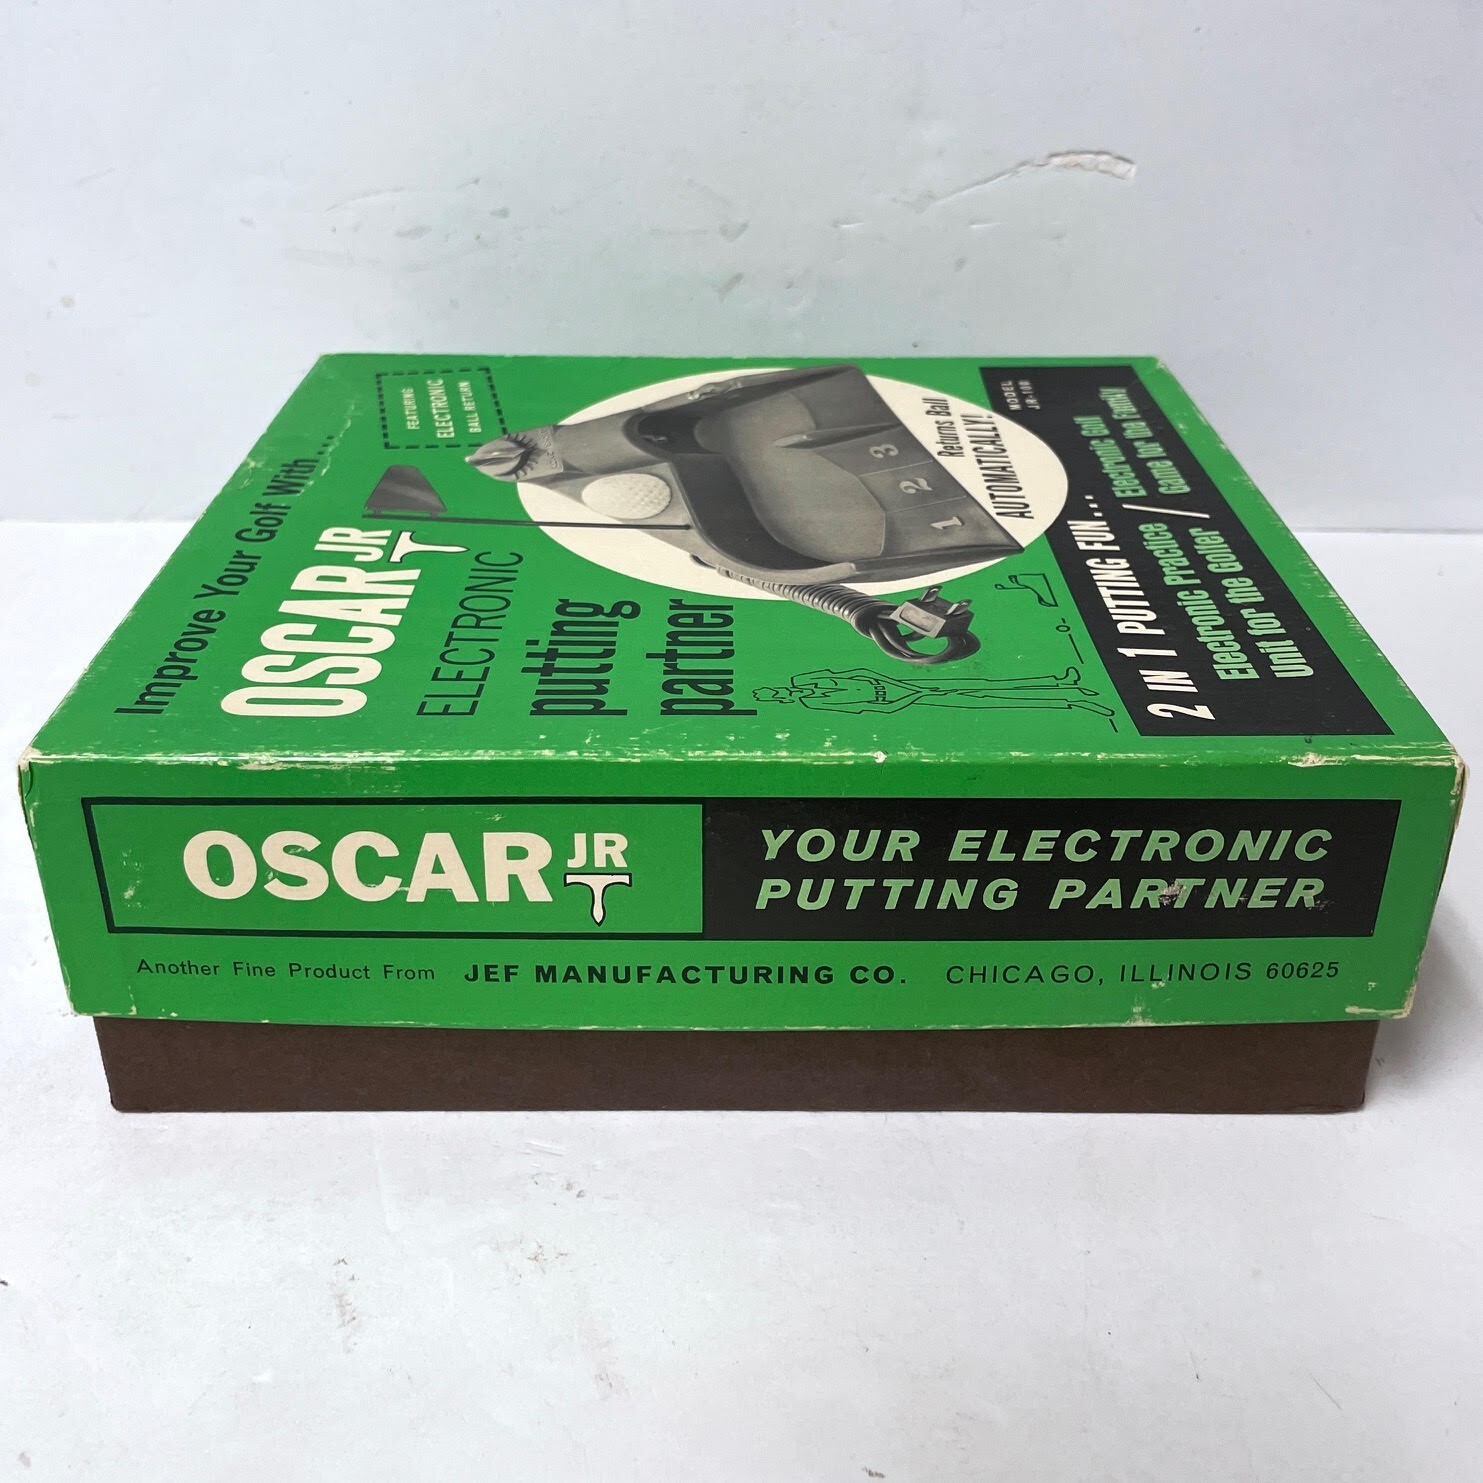 Improve Your Golf With....
FEATURING
ELECTRONIC
BALL RETURN
OSCAR JR
ELECTRONIC
putting
partner
1 2 3
Returns Ball
AUTOMATICALLY!
MODEL
2 IN 1 PUTTING FUN...
Electronic Practice / Electronic Golf
Unit for the Golfer / Game for the Family
OSCAR JR
YOUR ELECTRONIC
PUTTING PARTNER
Another Fine Product From JEF MANUFACTURING CO. CHICAGO, ILLINOIS 60625